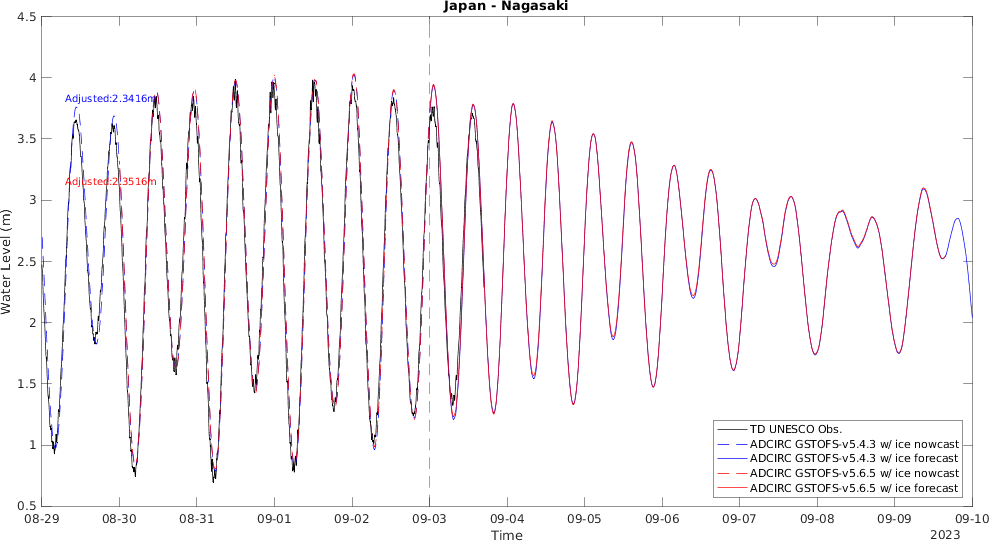 Japan - Nagasaki
4.5
4
3.5
3
2.5
2
1.5
1
0.5
Water Level (m)
Adjusted:2.3416m
Adjusted:2.3516m
TD UNESCO Obs.
ADCIRC GSTOFS-v5.4.3 w/ ice nowcast
ADCIRC GSTOFS-v5.4.3 w/ ice forecast
ADCIRC GSTOFS-v5.6.5 w/ ice nowcast
ADCIRC GSTOFS-v5.6.5 w/ ice forecast
08-29 08-30 08-31 09-01 09-02 09-03 09-04 09-05 09-06 09-07 09-08 09-09 09-10
Time
2023